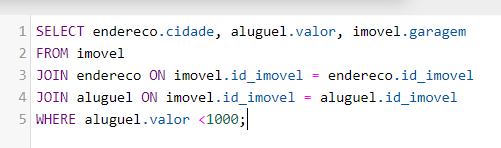 1 SELECT endereco.cidade, aluguel.valor, imovel.garagem
2 FROM imovel
3 JOIN endereco ON imovel.id_imovel = endereco.id_imovel
4 JOIN aluguel ON imovel.id_imovel = aluguel.id_imovel
5 WHERE aluguel.valor <1000;